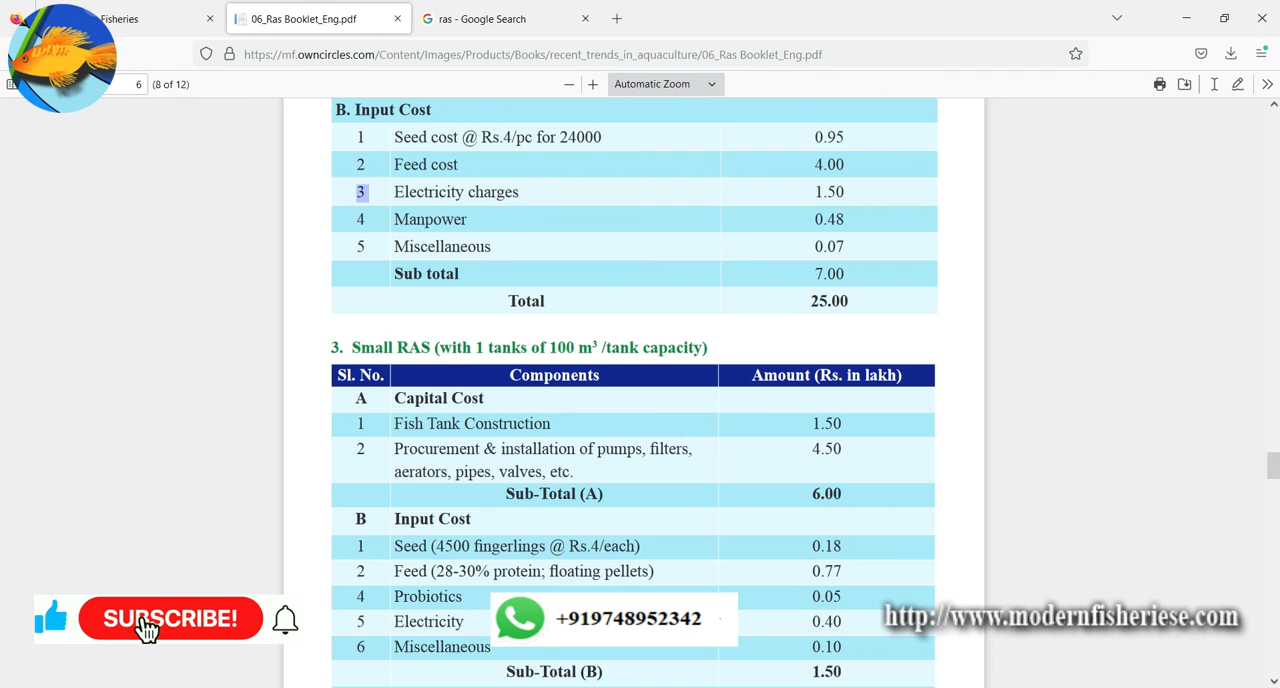 Fisheries
06_Ras Booklet_Eng.pdf
ras - Google Search
https://mf.owncircles.com/Content/Images/Products/Books/recent_trends_in_aquaculture/06_Ras Booklet_Eng.pdf
6 (8 of 12)
Automatic Zoom
B. Input Cost
1 Seed cost @ Rs.4/pc for 24000 0.95
2 Feed cost 4.00
3 Electricity charges 1.50
4 Manpower 0.48
5 Miscellaneous 0.07
Sub total 7.00
Total 25.00
3. Small RAS (with 1 tanks of 100 m³ /tank capacity)
Sl. No. Components Amount (Rs. in lakh)
A Capital Cost
1 Fish Tank Construction 1.50
2 Procurement & installation of pumps, filters, 4.50
aerators, pipes, valves, etc.
Sub-Total (A) 6.00
B Input Cost
1 Seed (4500 fingerlings @ Rs.4/each) 0.18
2 Feed (28-30% protein; floating pellets) 0.77
4 Probiotics 0.05
5 Electricity 0.40
6 Miscellaneous 0.10
Sub-Total (B) 1.50
SUBSCRIBE!
+919748952342
http://www.modernfisheriese.com